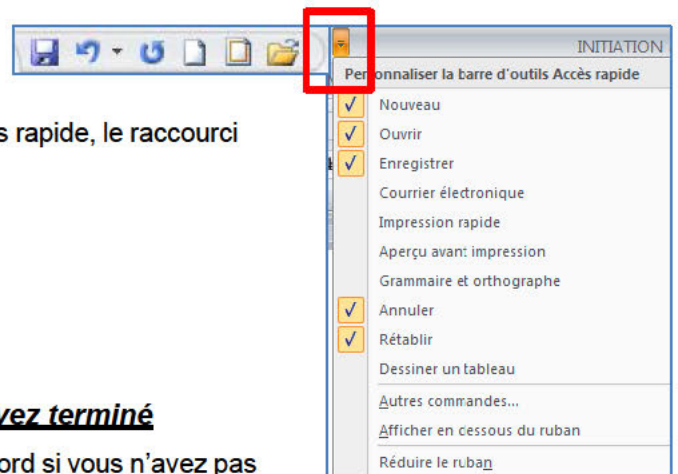 INITIATION
Personnaliser la barre d'outils Accès rapide
Nouveau
s rapide, le raccourci
Ouvrir
Enregistrer
Courrier électronique
Impression rapide
Aperçu avant impression
Grammaire et orthographe
Annuler
Rétablir
Dessiner un tableau
Autres commandes...
vez terminé
Afficher en dessous du ruban
ord si vous n'avez pas
Réduire le ruban